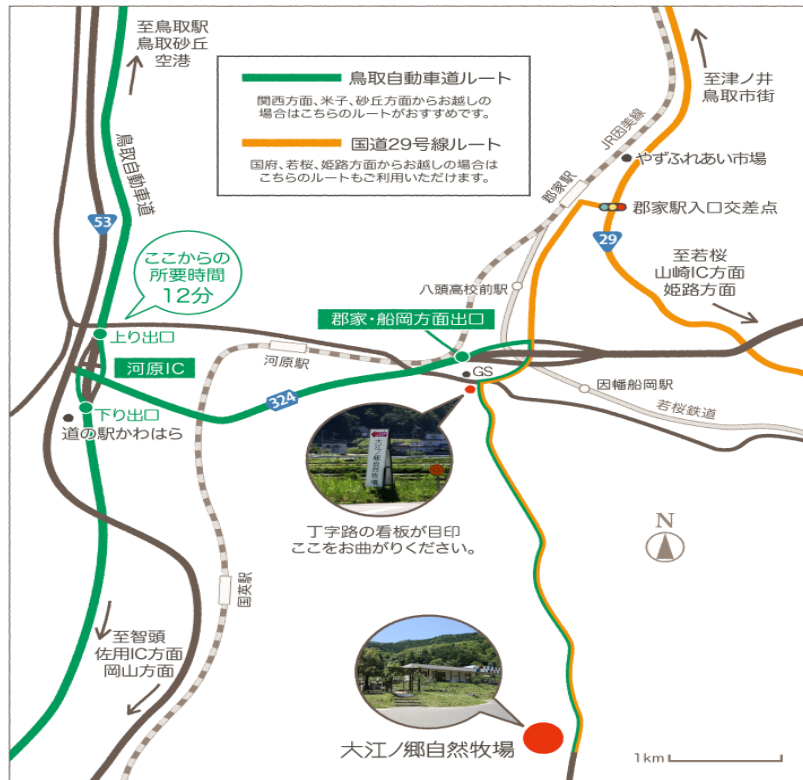 至鳥取駅
鳥取砂丘
空港
鳥取自動車道ルート
関西方面、米子、砂丘方面からお越しの
場合はこちらのルートがおすすめです。
国道29号線ルート
国府、若桜、姫路方面からお越しの場合は
こちらのルートもご利用いただけます。
至津ノ井
鳥取市街
JR因美線
やずふれあい市場
鳥取自動車道
郡家駅
郡家駅入口交差点
53
29
ここからの
所要時間
12分
至若桜
山崎IC方面
姫路方面
八頭高校前駅
郡家・船岡方面出口
上り出口
河原駅
河原IC
GS
因幡船岡駅
324
若桜鉄道
下り出口
道の駅かわはら
大江ノ郷自然牧場
丁字路の看板が目印
ここをお曲がりください。
N
国英駅
至智頭
佐用IC方面
岡山方面
大江ノ郷自然牧場
1km